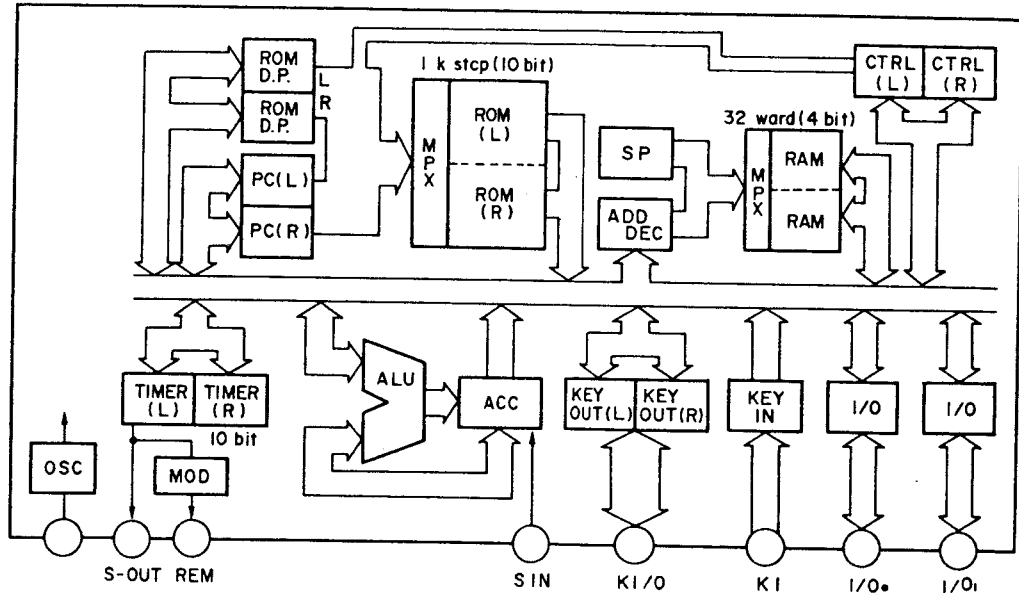 ROM
D.P.
ROM
D.P.
L
R
PC(L)
PC(R)
1 k stcp (10 bit)
MPX
ROM
(L)
ROM
(R)
SP
ADD
DEC
32 ward (4 bit)
MPX
RAM
RAM
CTRL
(L)
CTRL
(R)
TIMER
(L)
TIMER
(R)
10 bit
OSC
MOD
ALU
ACC
KEY
OUT(L)
KEY
OUT(R)
KEY
IN
I/O
I/O
S-OUT
REM
SIN
KI/O
KI
I/O₀
I/O₁